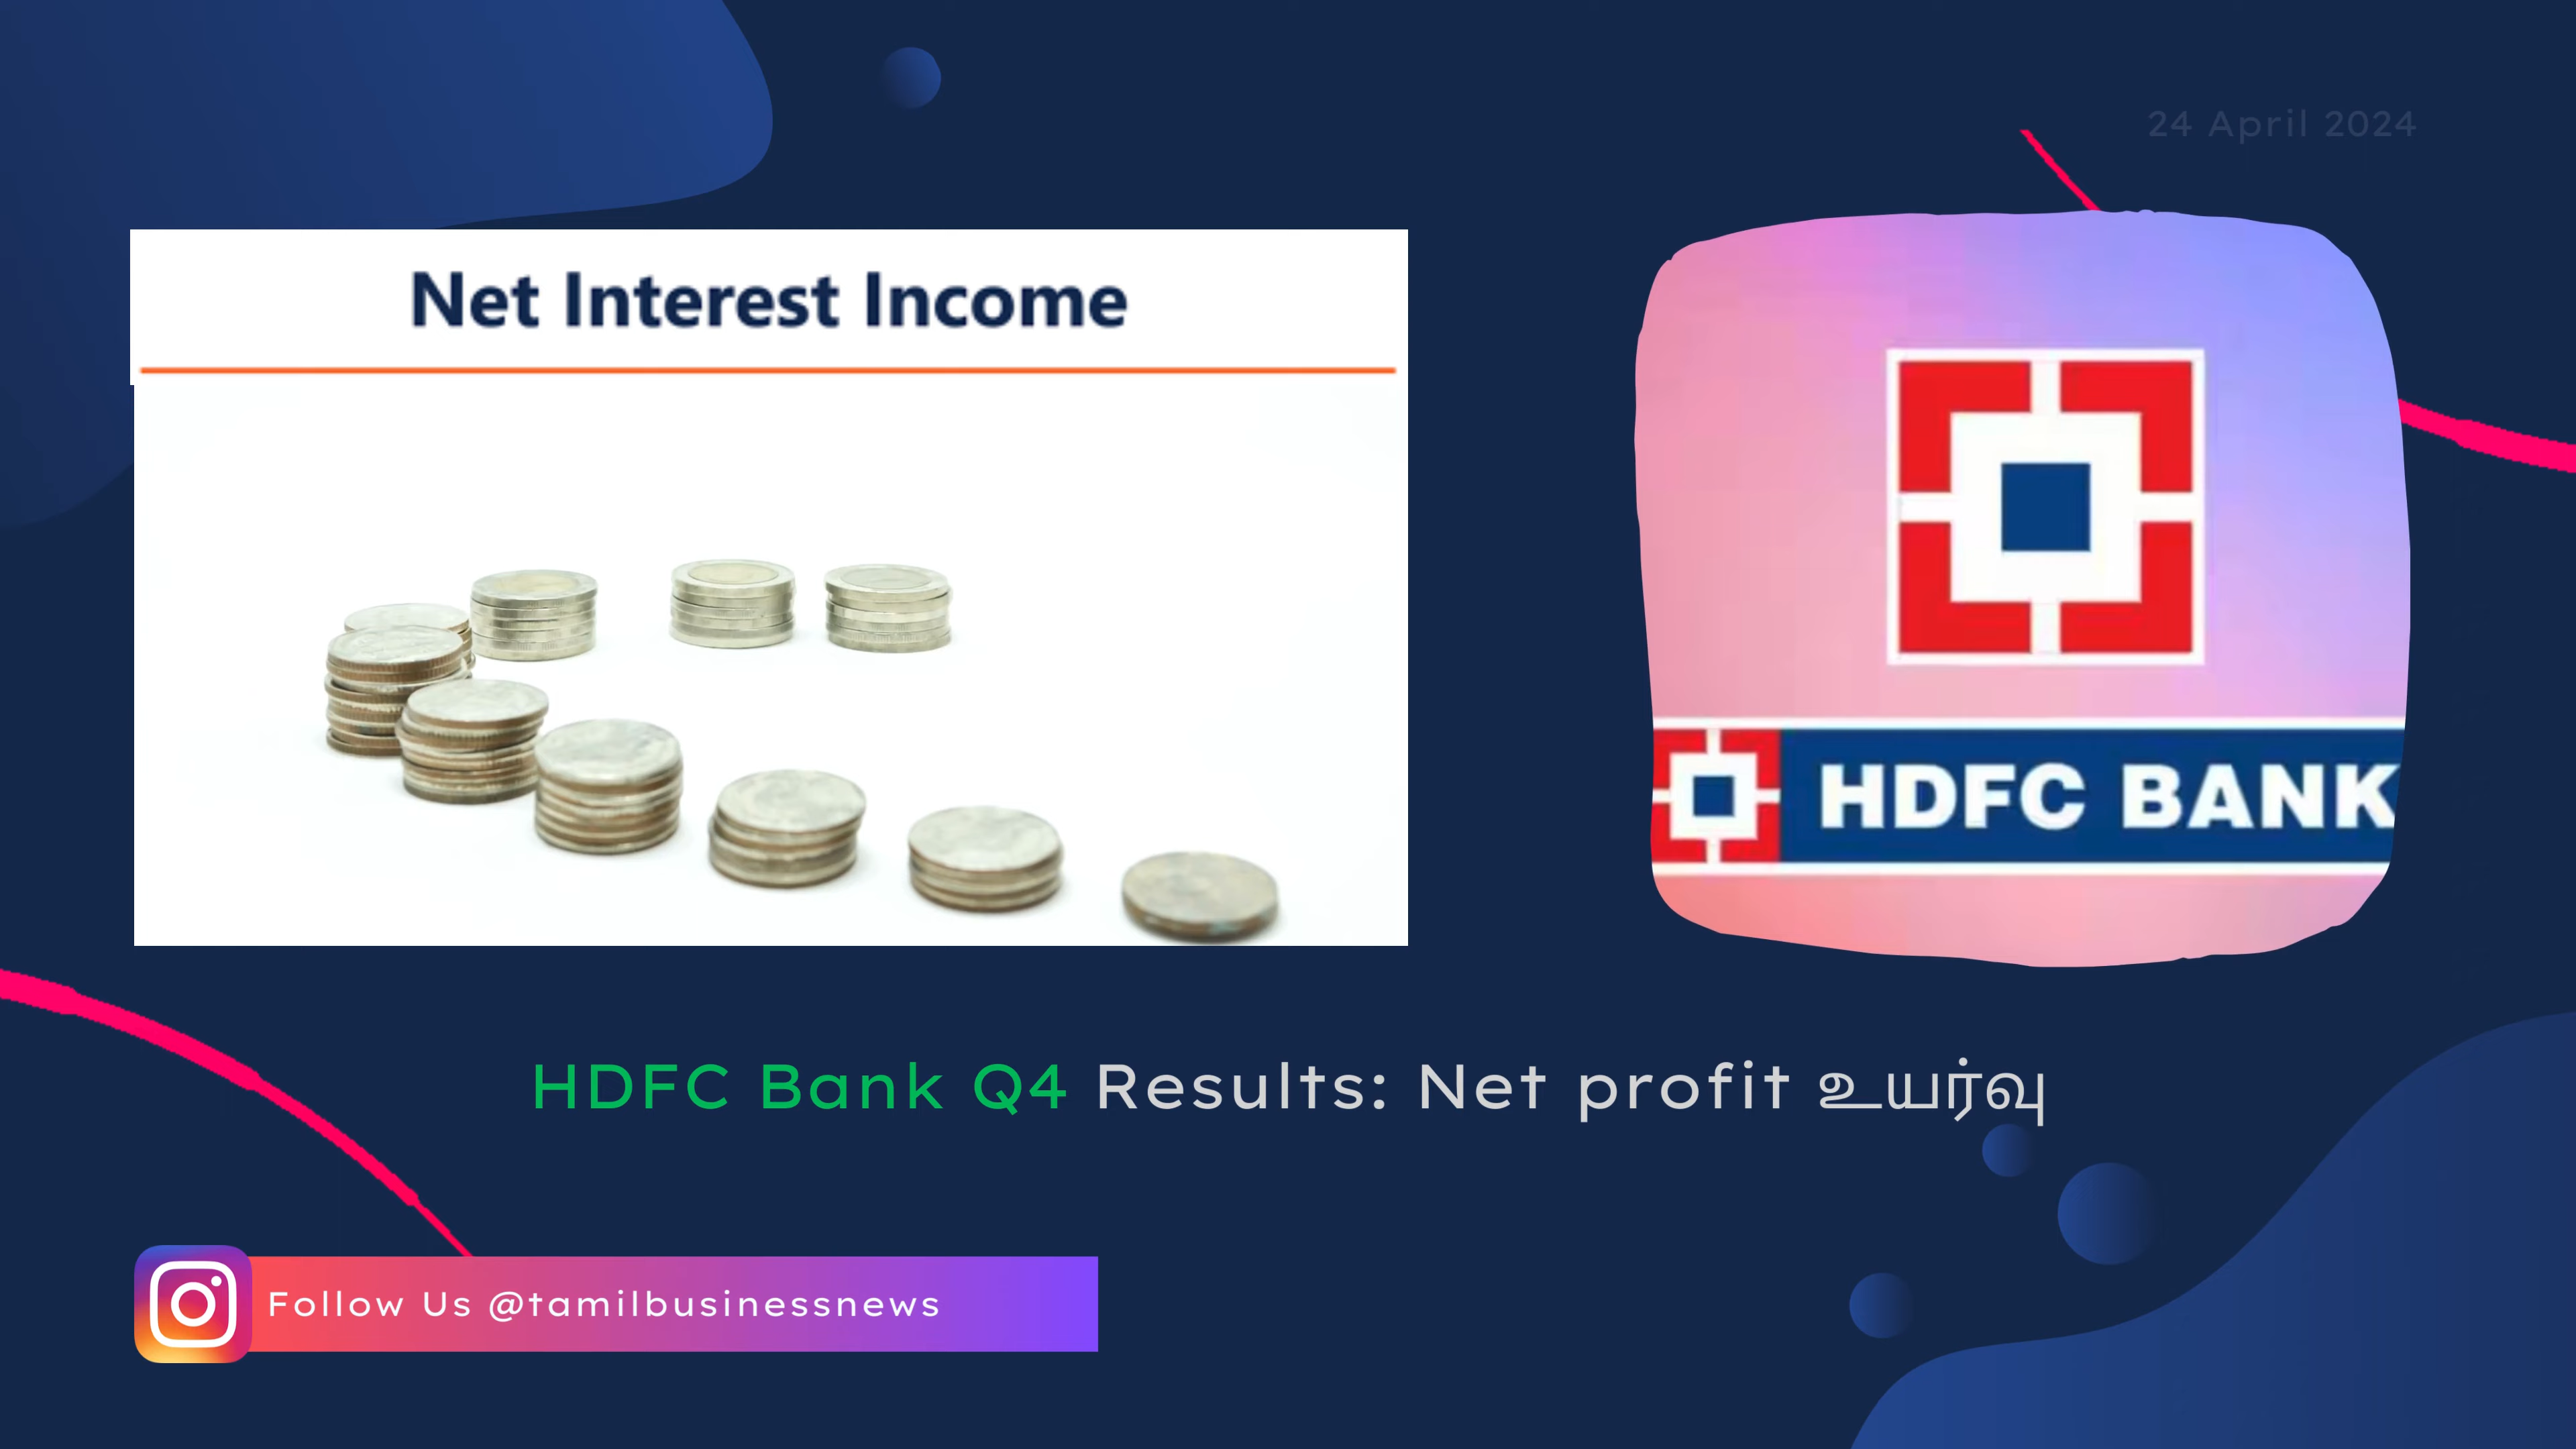 24 April 2024
Net Interest Income
HDFC BANK
HDFC Bank Q4 Results: Net profit உயர்வு
Follow Us @tamilbusinessnews